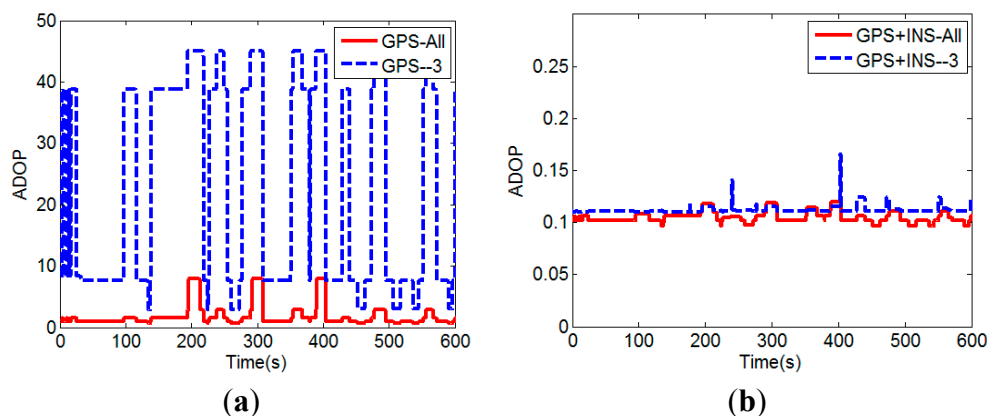 50
40
30
20
10
0
ADOP
GPS-All
GPS--3
0 100 200 300 400 500 600
Time(s)
(a)
0.25
0.2
0.15
0.1
0.05
0
ADOP
GPS+INS-All
GPS+INS--3
0 100 200 300 400 500 600
Time(s)
(b)